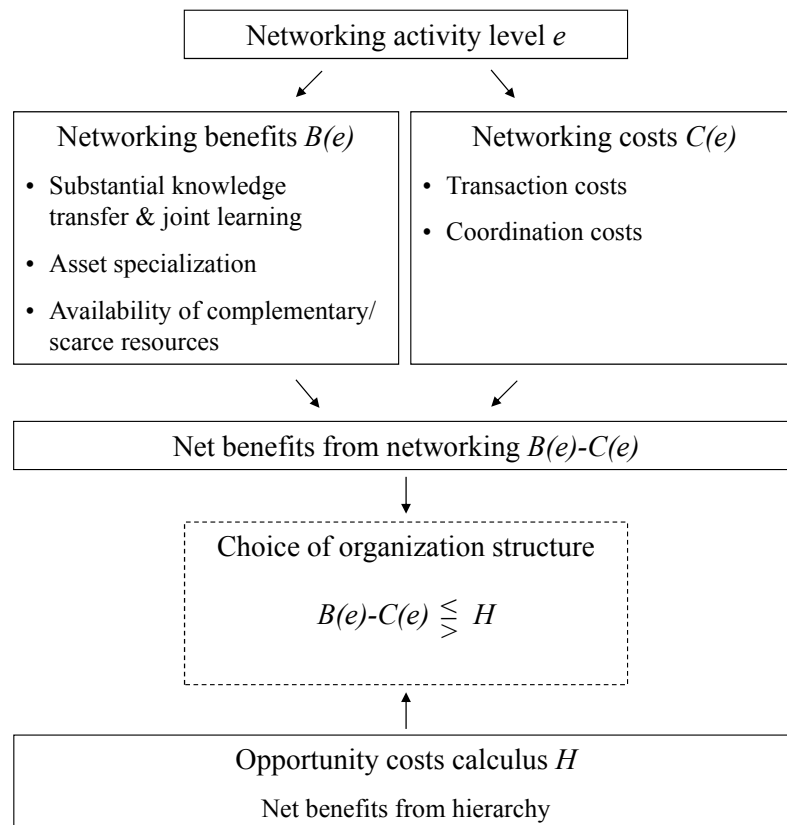 Networking activity level e
Networking benefits B(e)
• Substantial knowledge
transfer & joint learning
• Asset specialization
• Availability of complementary/
scarce resources
Networking costs C(e)
• Transaction costs
• Coordination costs
Net benefits from networking B(e)-C(e)
Choice of organization structure
B(e)-C(e) ⪋ H
Opportunity costs calculus H
Net benefits from hierarchy